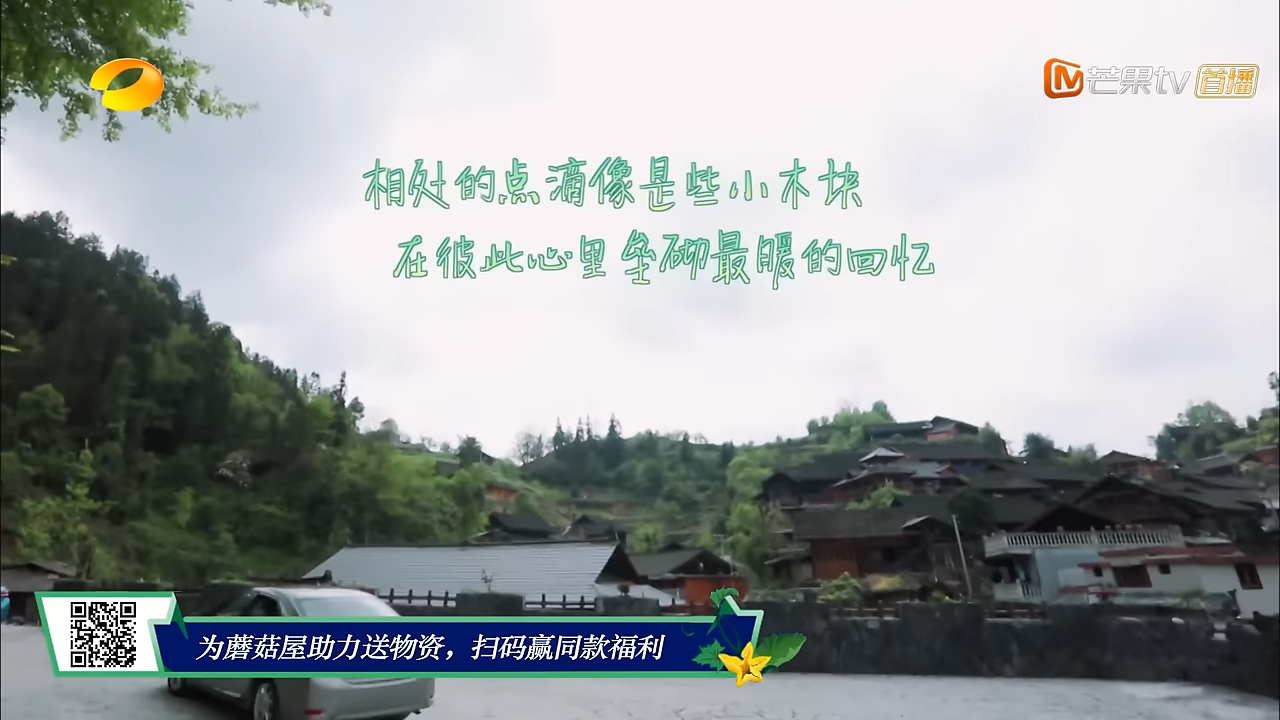 芒果tv 首播
相处的点滴像是些小木块
在彼此心里垒砌最暖的回忆
为蘑菇屋助力送物资，扫码赢同款福利